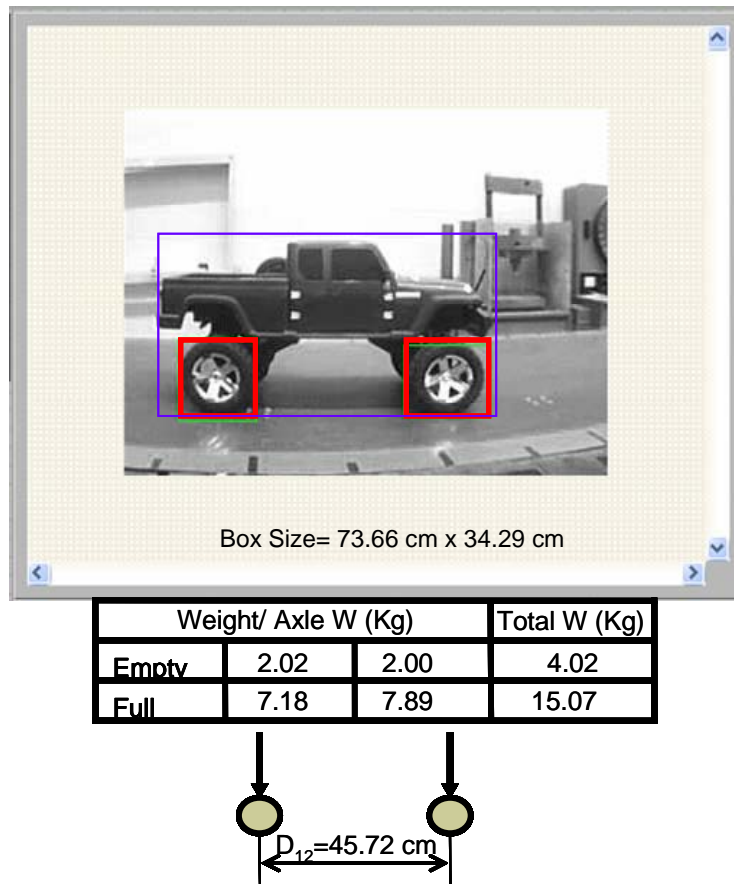 Box Size= 73.66 cm x 34.29 cm
Weight/ Axle W (Kg) Total W (Kg)
Empty 2.02 2.00 4.02
Full 7.18 7.89 15.07
D12=45.72 cm